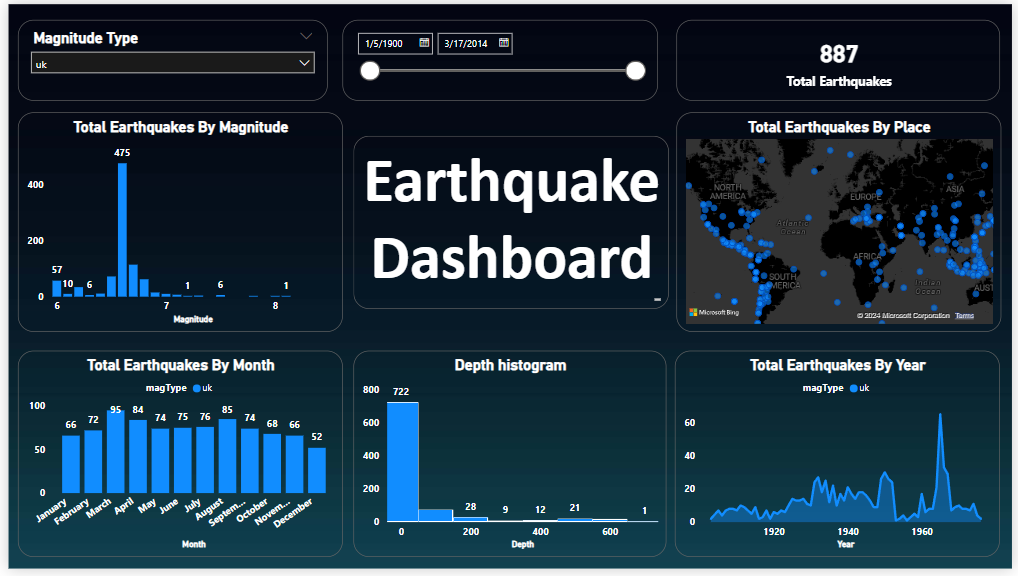 Magnitude Type
uk
1/5/1900
3/17/2014
887
Total Earthquakes
Total Earthquakes By Magnitude
475
400
200
57
10
6
1
6
1
0
6
7
8
Magnitude
Earthquake
Dashboard
Total Earthquakes By Place
NORTH
AMERICA
EUROPE
ASIA
Atlantic
Ocean
AFRICA
SOUTH
AMERICA
Indian
Ocean
AUST
Microsoft Bing
© 2024 Microsoft Corporation Terms
Total Earthquakes By Month
magType uk
100
50
0
66
72
95
84
74
75
76
85
74
68
66
52
January
February
March
April
May
June
July
August
Septem...
October
Novem...
December
Month
Depth histogram
800
600
400
200
0
722
28
9
12
21
1
0
200
400
600
Depth
Total Earthquakes By Year
magType uk
60
40
20
0
1920
1940
1960
Year